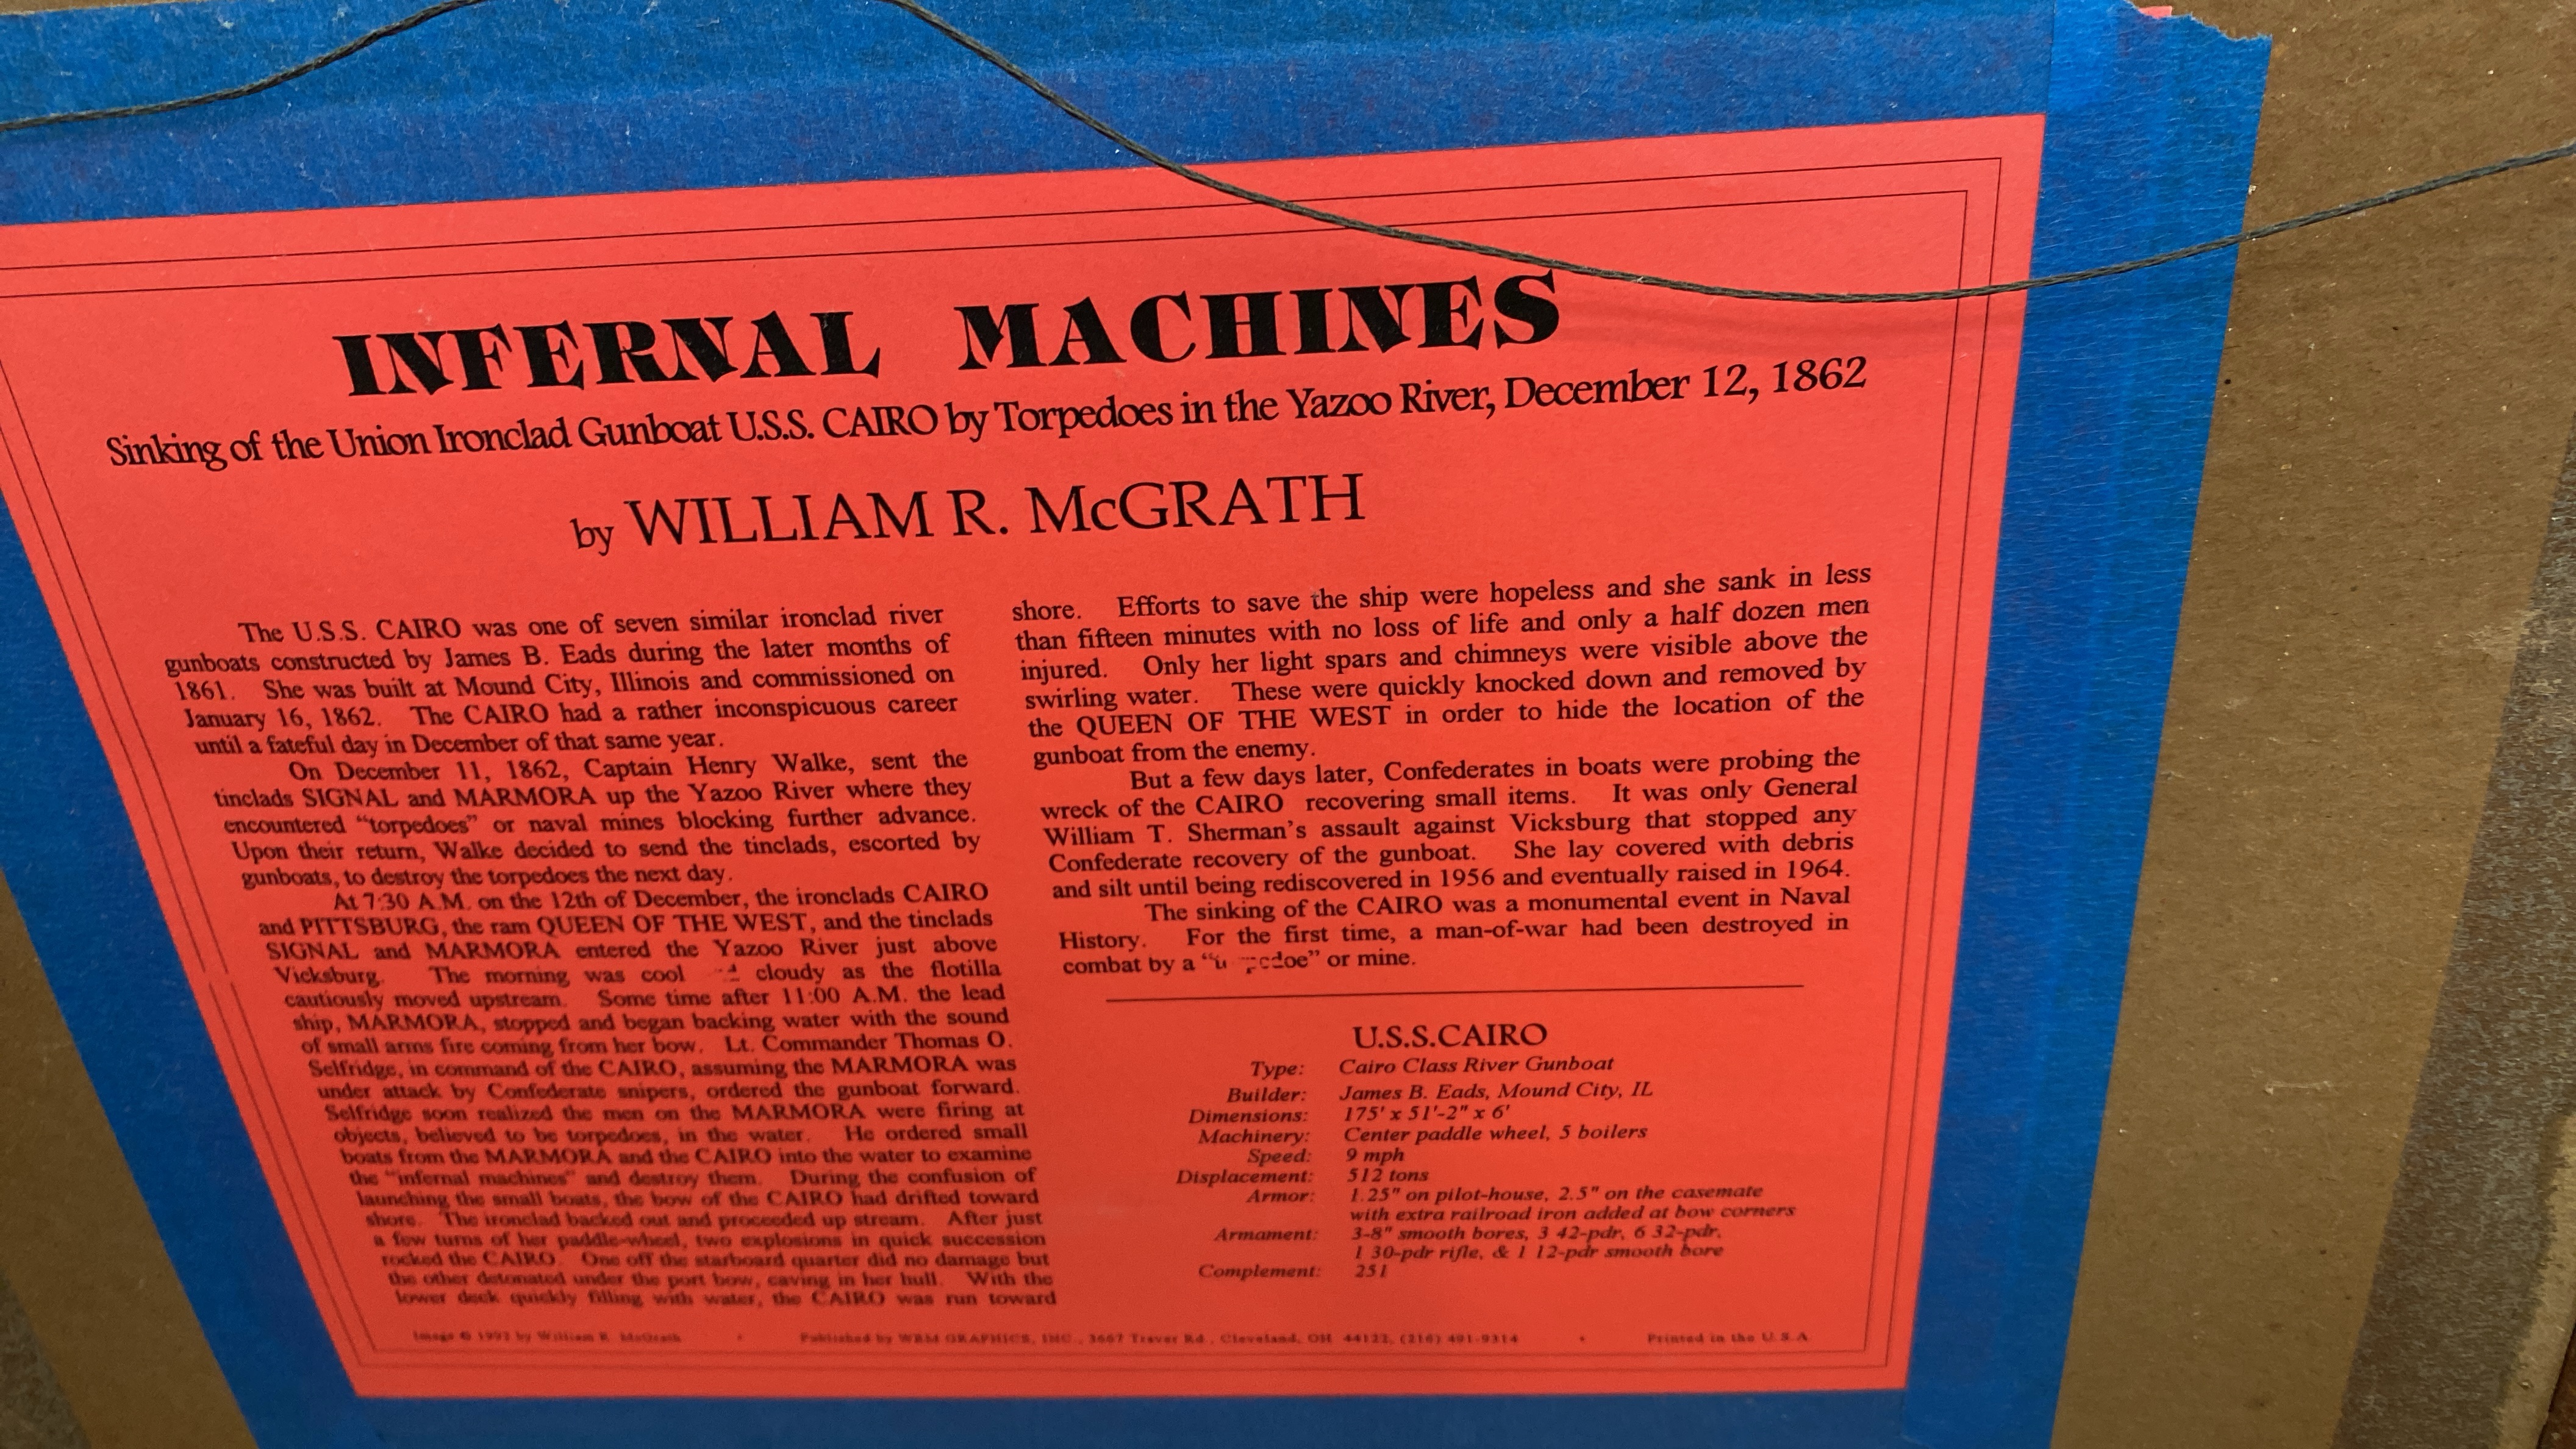 INFERNAL MACHINES
Sinking of the Union Ironclad Gunboat U.S.S. CAIRO by Torpedoes in the Yazoo River, December 12, 1862
by WILLIAM R. McGRATH
The U.S.S. CAIRO was one of seven similar ironclad river
gunboats constructed by James B. Eads during the later months of
1861. She was built at Mound City, Illinois and commissioned on
January 16, 1862. The CAIRO had a rather inconspicuous career
until a fateful day in December of that same year.
On December 11, 1862, Captain Henry Walke, sent the
tinclads SIGNAL and MARMORA up the Yazoo River where they
encountered "torpedoes" or naval mines blocking further advance.
Upon their return, Walke decided to send the tinclads, escorted by
gunboats, to destroy the torpedoes the next day.
At 7:30 A.M. on the 12th of December, the ironclads CAIRO
and PITTSBURG, the ram QUEEN OF THE WEST, and the tinclads
SIGNAL and MARMORA entered the Yazoo River just above
Vicksburg. The morning was cool cloudy as the flotilla
cautiously moved upstream. Some time after 11:00 A.M. the lead
ship, MARMORA, stopped and began backing water with the sound
of small arms fire coming from her bow. Lt. Commander Thomas O.
Selfridge, in command of the CAIRO, assuming the MARMORA was
under attack by Confederate snipers, ordered the gunboat forward.
Selfridge soon realized the men on the MARMORA were firing at
objects, believed to be torpedoes, in the water. He ordered small
boats from the MARMORA and the CAIRO into the water to examine
the "infernal machines" and destroy them. During the confusion of
launching the small boats, the bow of the CAIRO had drifted toward
shore. The ironclad backed out and proceeded up stream. After just
a few turns of her paddle-wheel, two explosions in quick succession
rocked the CAIRO. One off the starboard quarter did no damage but
the other detonated under the port bow, caving in her hull. With the
lower deck quickly filling with water, the CAIRO was run toward
shore. Efforts to save the ship were hopeless and she sank in less
than fifteen minutes with no loss of life and only a half dozen men
injured. Only her light spars and chimneys were visible above the
swirling water. These were quickly knocked down and removed by
the QUEEN OF THE WEST in order to hide the location of the
gunboat from the enemy.
But a few days later, Confederates in boats were probing the
wreck of the CAIRO recovering small items. It was only General
William T. Sherman's assault against Vicksburg that stopped any
Confederate recovery of the gunboat. She lay covered with debris
and silt until being rediscovered in 1956 and eventually raised in 1964.
The sinking of the CAIRO was a monumental event in Naval
History. For the first time, a man-of-war had been destroyed in
combat by a or mine.
U.S.S.CAIRO
Type: Cairo Class River Gunboat
Builder: James B. Eads, Mound City, IL
Dimensions: 175' x 51'-2" x 6'
Machinery: Center paddle wheel, 5 boilers
Speed: 9 mph
Displacement: 512 tons
Armor: 1.25" on pilot-house, 2.5" on the casemate
with extra railroad iron added at bow corners
Armament: 3-8" smooth bores, 3 42-pdr, 6 32-pdr,
1 30-pdr rifle, & 1 12-pdr smooth bore
Complement: 251
Image © by William R. McGrath • Published by WRM GRAPHICS, INC., 3667 Traver Rd., Cleveland, OH 44122, (216) 491-9314 • Printed in the U.S.A.